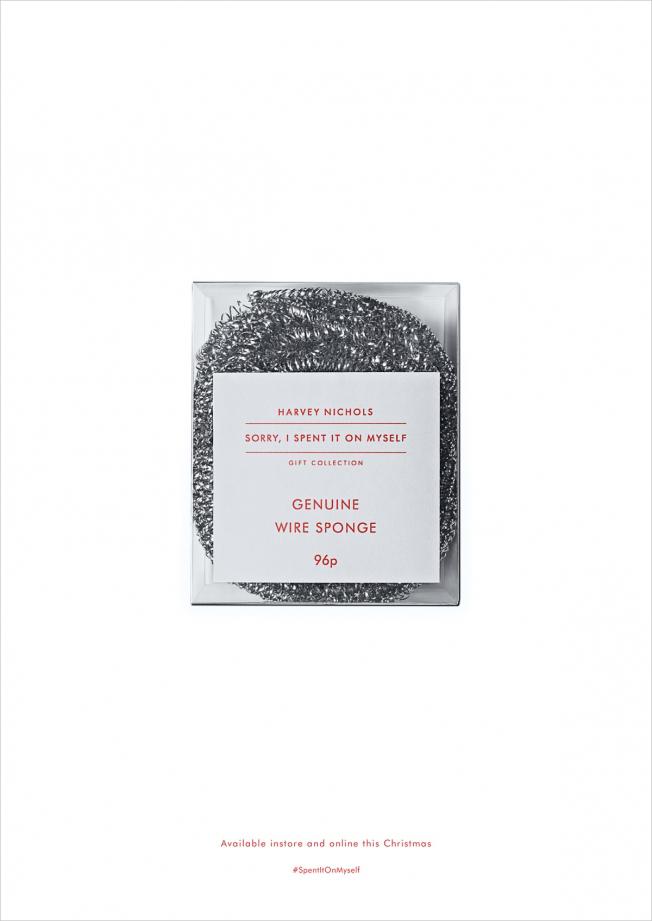 HARVEY NICHOLS
SORRY, I SPENT IT ON MYSELF
GIFT COLLECTION
GENUINE
WIRE SPONGE
96p
Available instore and online this Christmas
#SpentItOnMyself